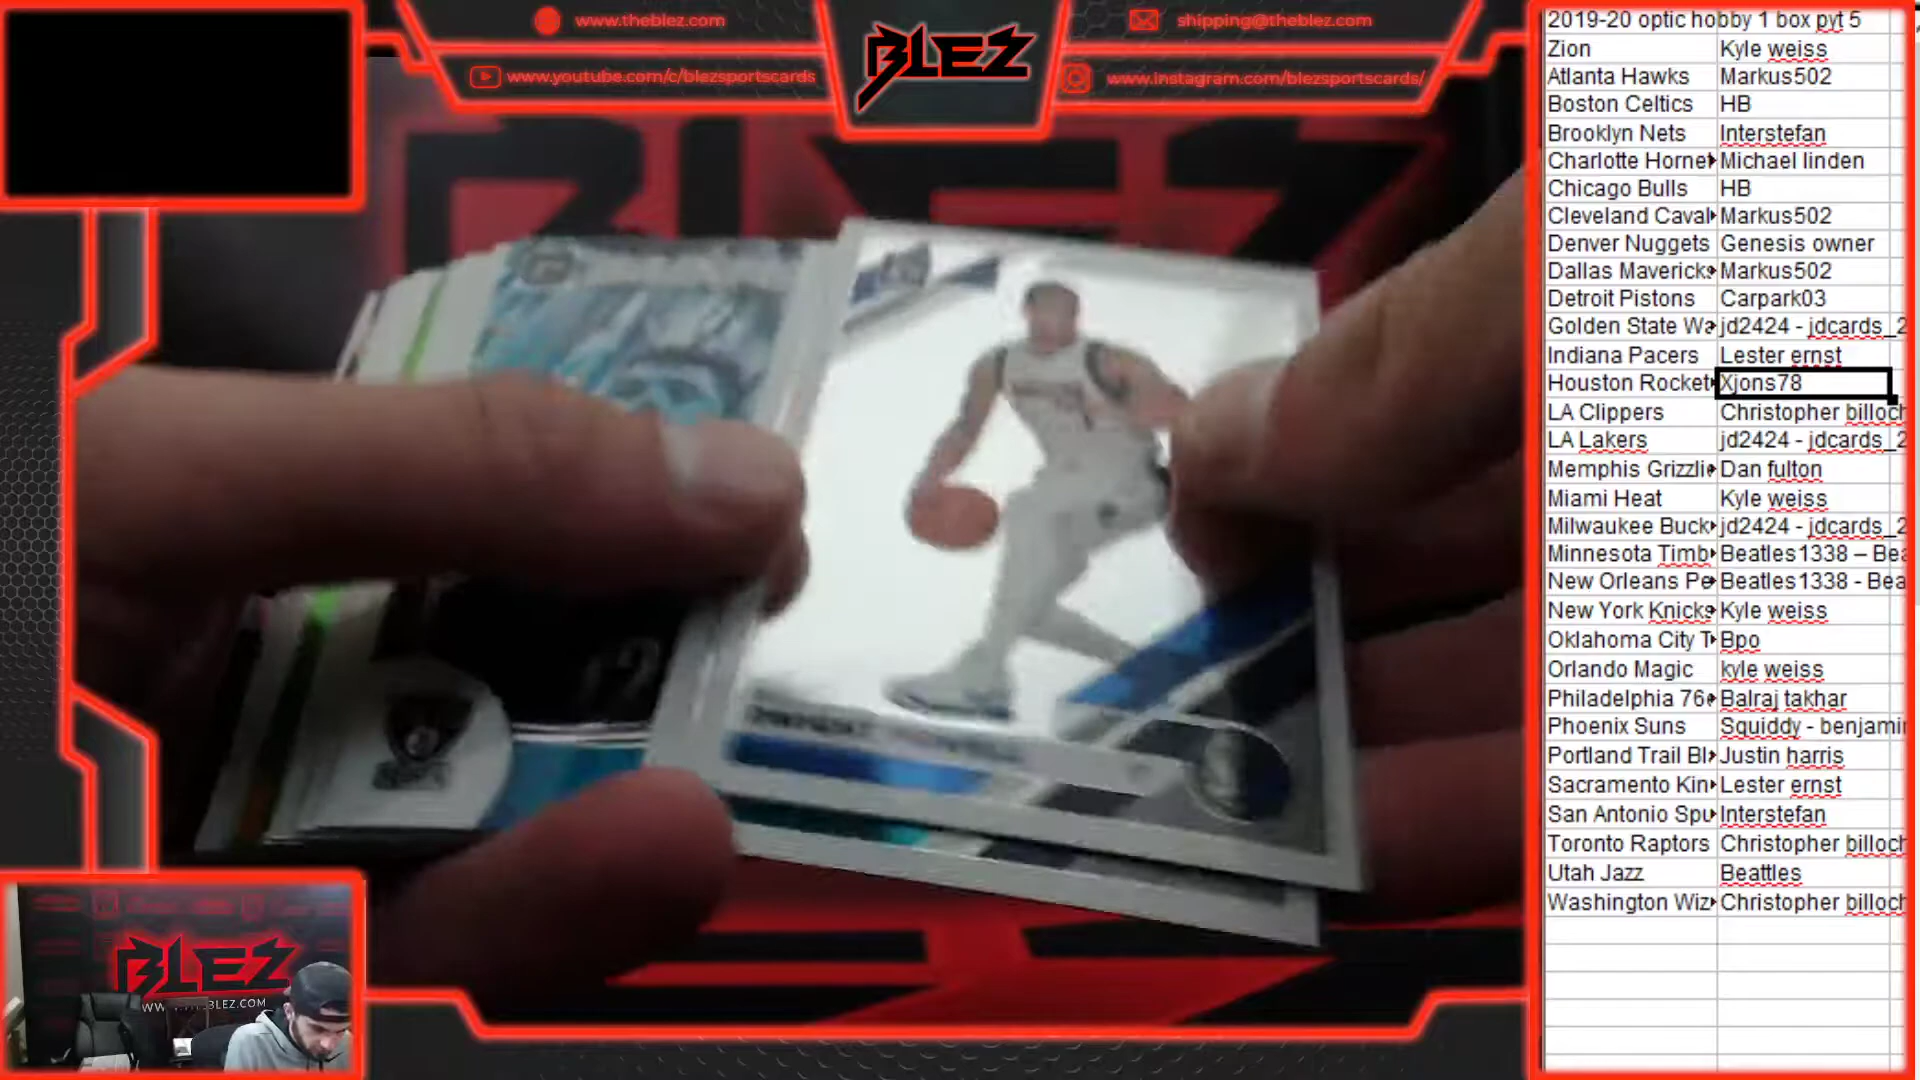 www.theblez.com
www.youtube.com/c/blezsportscards
BLEZ
shipping@theblez.com
www.instagram.com/blezsportscards/
2019-20 optic hobby 1 box pyt 5
Zion Kyle weiss
Atlanta Hawks Markus502
Boston Celtics HB
Brooklyn Nets Interstefan
Charlotte Hornet Michael linden
Chicago Bulls HB
Cleveland Caval Markus502
Denver Nuggets Genesis owner
Dallas Mavericks Markus502
Detroit Pistons Carpark03
Golden State Wa jd2424 - jdcards_2
Indiana Pacers Lester ernst
Houston Rocket Xjons78
LA Clippers Christopher billoch
LA Lakers jd2424 - jdcards_2
Memphis Grizzlie Dan fulton
Miami Heat Kyle weiss
Milwaukee Buck jd2424 - jdcards_2
Minnesota Timb Beatles1338 – Bea
New Orleans Pe Beatles1338 - Bea
New York Knicks Kyle weiss
Oklahoma City T Bpo
Orlando Magic kyle weiss
Philadelphia 76 Balraj takhar
Phoenix Suns Squiddy - benjamin
Portland Trail Bl Justin harris
Sacramento Kin Lester ernst
San Antonio Spu Interstefan
Toronto Raptors Christopher billoch
Utah Jazz Beattles
Washington Wiz Christopher billoch
BLEZ
BLEZ